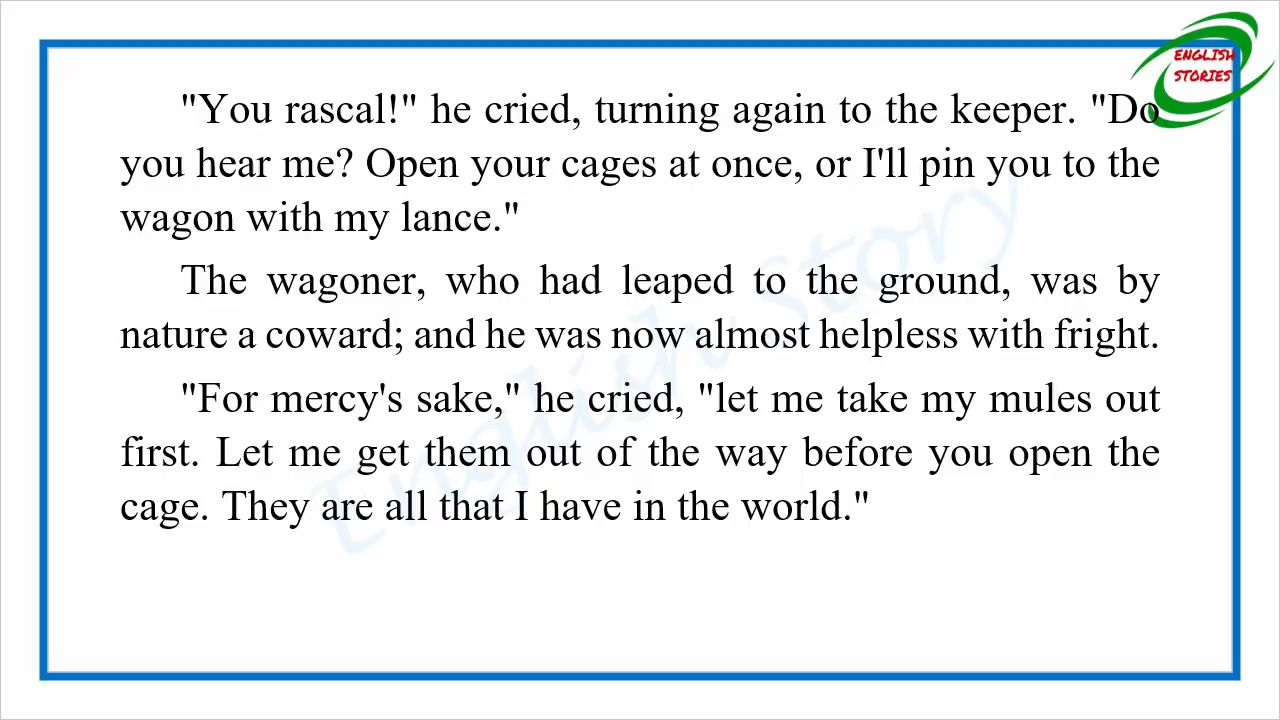 ENGLISH
STORIES
"You rascal!" he cried, turning again to the keeper. "Do
you hear me? Open your cages at once, or I'll pin you to the
wagon with my lance."
The wagoner, who had leaped to the ground, was by
nature a coward; and he was now almost helpless with fright.
"For mercy's sake," he cried, "let me take my mules out
first. Let me get them out of the way before you open the
cage. They are all that I have in the world."
English Story